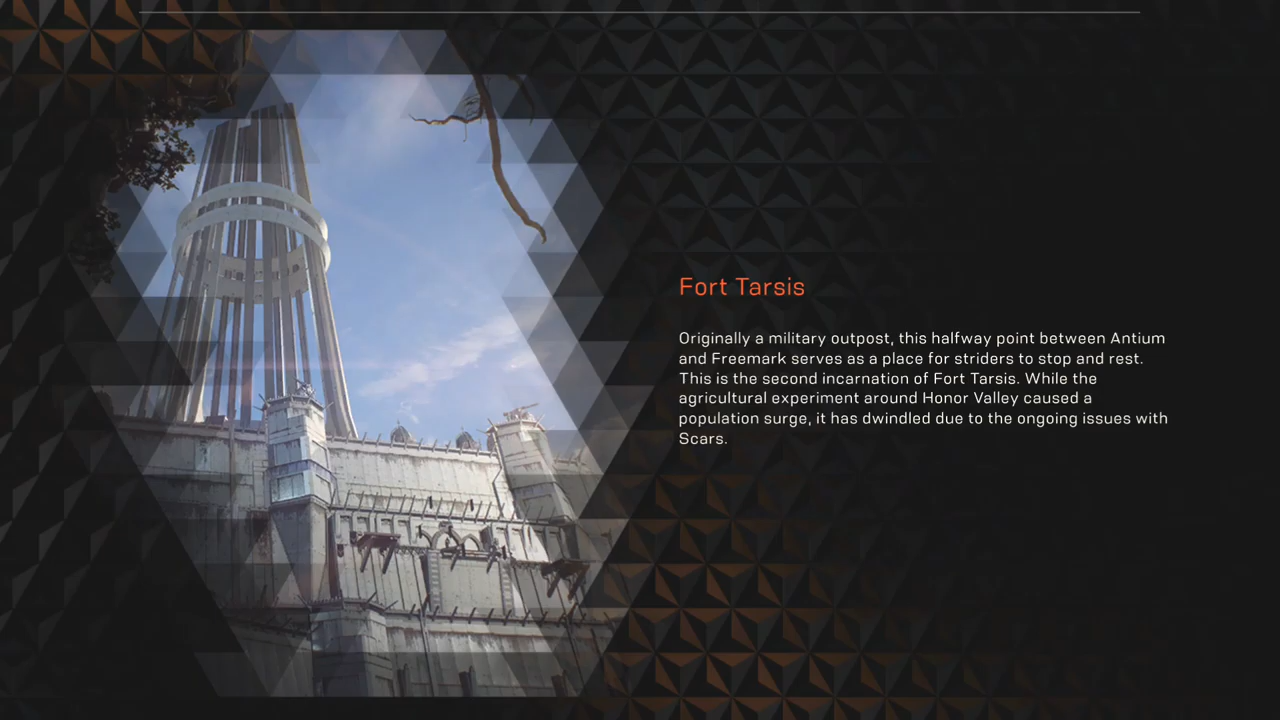 Fort Tarsis
Originally a military outpost, this halfway point between Antium
and Freemark serves as a place for striders to stop and rest.
This is the second incarnation of Fort Tarsis. While the
agricultural experiment around Honor Valley caused a
population surge, it has dwindled due to the ongoing issues with
Scars.